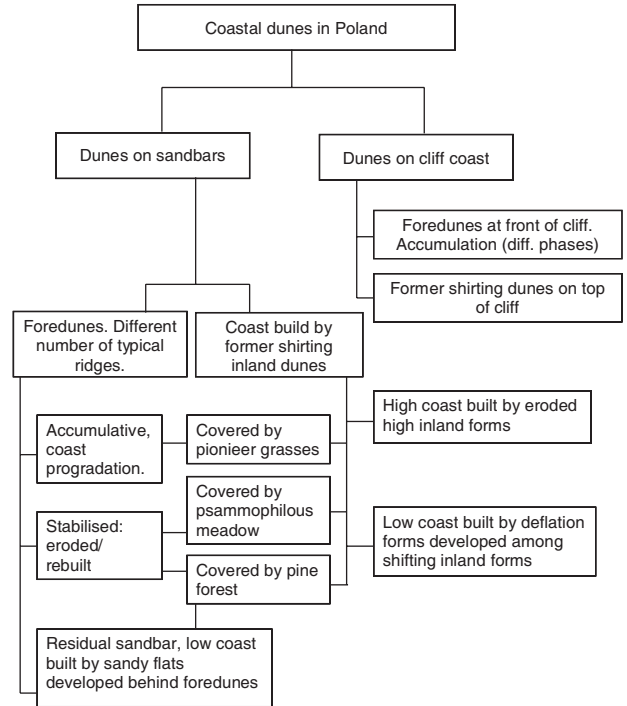 Coastal dunes in Poland
Dunes on sandbars
Dunes on cliff coast
Foredunes at front of cliff.
Accumulation (diff. phases)
Former shirting dunes on top
of cliff
Foredunes. Different
number of typical
ridges.
Coast build by
former shirting
inland dunes
High coast built by eroded
high inland forms
Accumulative,
coast
progradation.
Covered by
pionieer grasses
Covered by
psammophilous
meadow
Low coast built by deflation
forms developed among
shifting inland forms
Stabilised:
eroded/
rebuilt
Covered by pine
forest
Residual sandbar, low coast
built by sandy flats
developed behind foredunes